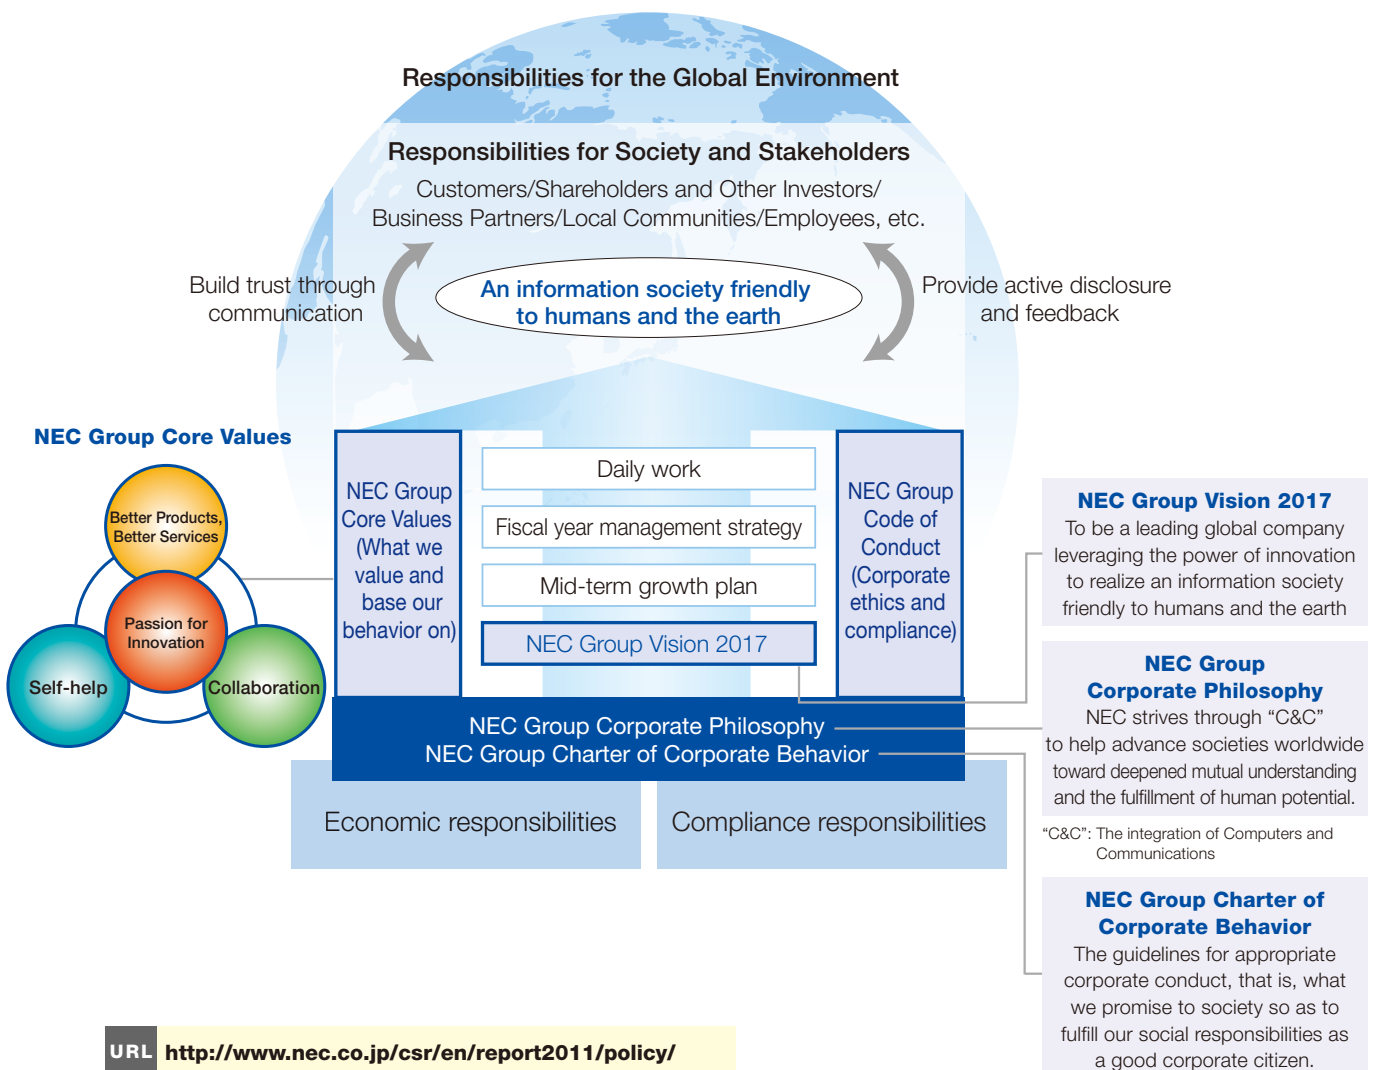 Responsibilities for the Global Environment
Responsibilities for Society and Stakeholders
Customers/Shareholders and Other Investors/
Business Partners/Local Communities/Employees, etc.
Build trust through
communication
An information society friendly
to humans and the earth
Provide active disclosure
and feedback
NEC Group Core Values
Better Products,
Better Services
Passion for
Innovation
Self-help
Collaboration
NEC Group
Core Values
(What we
value and
base our
behavior on)
Daily work
Fiscal year management strategy
Mid-term growth plan
NEC Group Vision 2017
NEC Group
Code of
Conduct
(Corporate
ethics and
compliance)
NEC Group Corporate Philosophy
NEC Group Charter of Corporate Behavior
Economic responsibilities
Compliance responsibilities
NEC Group Vision 2017
To be a leading global company
leveraging the power of innovation
to realize an information society
friendly to humans and the earth
NEC Group
Corporate Philosophy
NEC strives through “C&C”
to help advance societies worldwide
toward deepened mutual understanding
and the fulfillment of human potential.
“C&C”: The integration of Computers and
Communications
NEC Group Charter of
Corporate Behavior
The guidelines for appropriate
corporate conduct, that is, what
we promise to society so as to
fulfill our social responsibilities as
a good corporate citizen.
URL http://www.nec.co.jp/csr/en/report2011/policy/